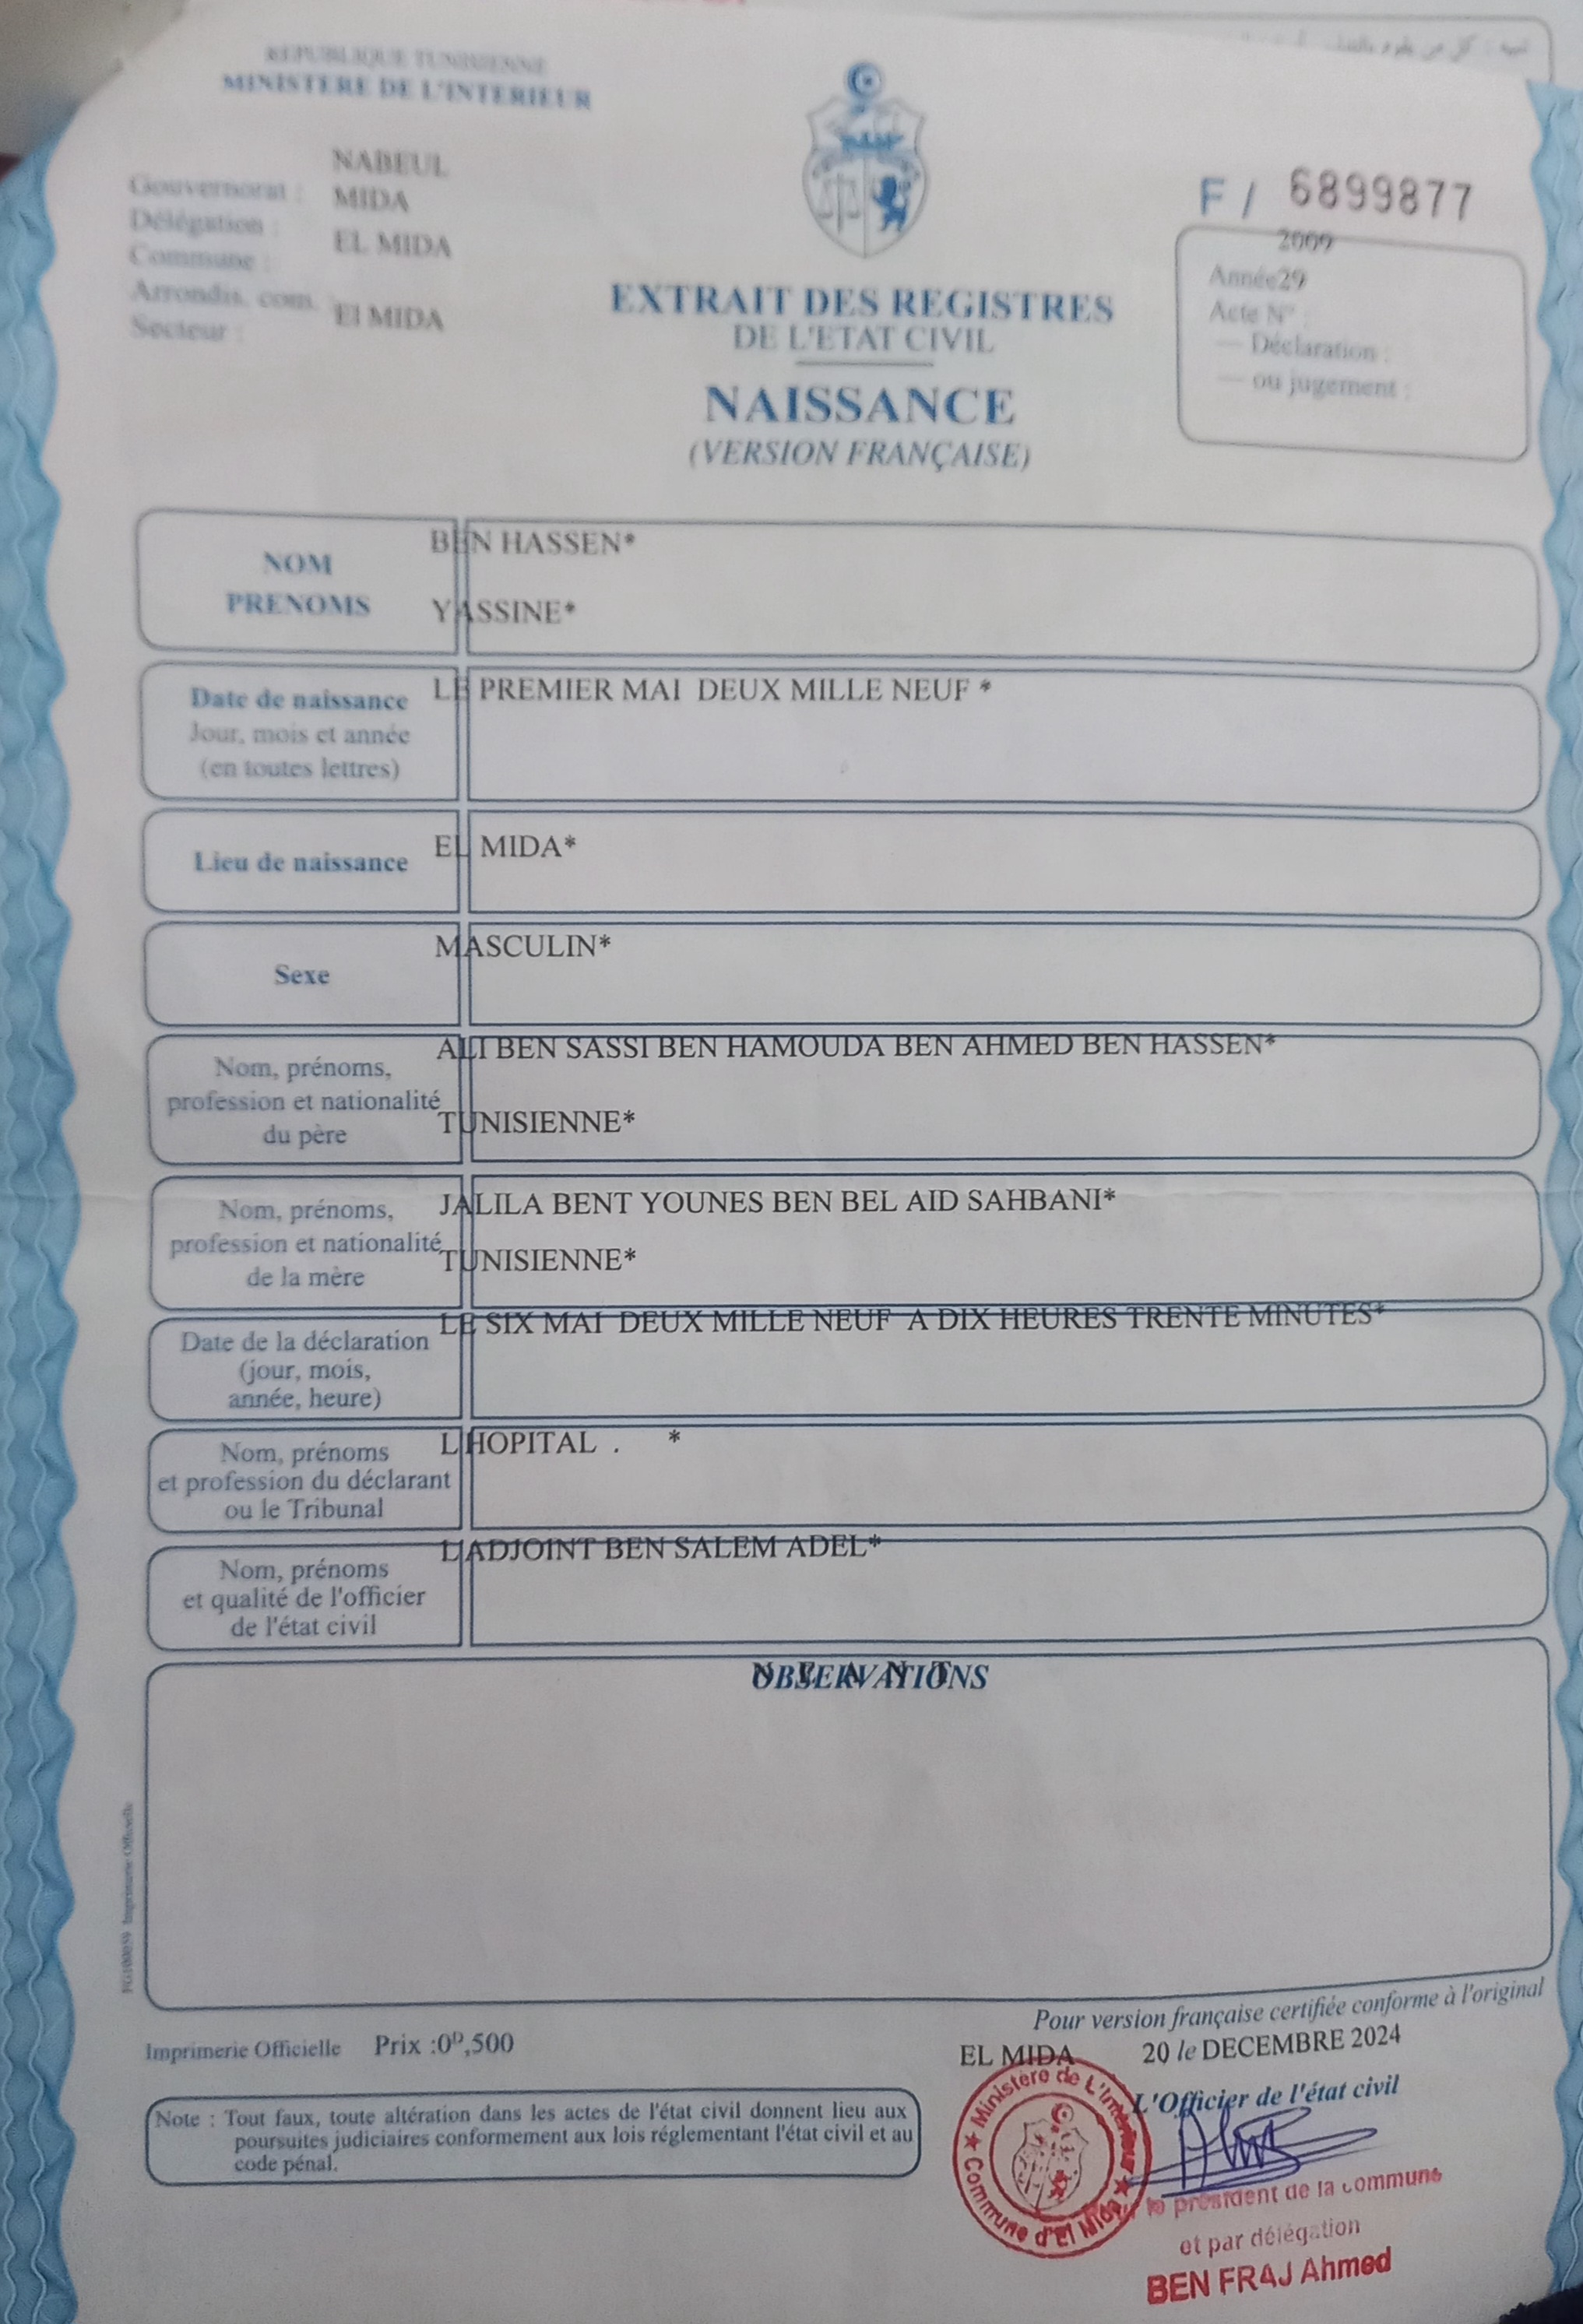 REPUBLIQUE TUNISIENNE
MINISTERE DE L'INTERIEUR
NABEUL
Gouvernorat :
MIDA
Délégation :
EL MIDA
Commune :
Arrondis. com.
El MIDA
Secteur :
F / 6899877
2009
Année29
Acte N° :
— Déclaration :
— ou jugement :
EXTRAIT DES REGISTRES
DE L'ETAT CIVIL
NAISSANCE
(VERSION FRANÇAISE)
NOM
PRENOMS
BEN HASSEN*
YASSINE*
Date de naissance
Jour, mois et année
(en toutes lettres)
LE PREMIER MAI DEUX MILLE NEUF *
Lieu de naissance
EL MIDA*
Sexe
MASCULIN*
Nom, prénoms,
profession et nationalité
du père
ALI BEN SASSI BEN HAMOUDA BEN AHMED BEN HASSEN*
TUNISIENNE*
Nom, prénoms,
profession et nationalité
de la mère
JALILA BENT YOUNES BEN BEL AID SAHBANI*
TUNISIENNE*
Date de la déclaration
(jour, mois,
année, heure)
LE SIX MAI DEUX MILLE NEUF A DIX HEURES TRENTE MINUTES*
Nom, prénoms
et profession du déclarant
ou le Tribunal
L'HOPITAL . *
Nom, prénoms
et qualité de l'officier
de l'état civil
L'ADJOINT BEN SALEM ADEL*
OBSERVATIONS
N E A N T
Imprimerie Officielle
Pour version française certifiée conforme à l'original
Imprimerie Officielle Prix :0ᴰ,500
EL MIDA 20 le DECEMBRE 2024
L'Officier de l'état civil
Note : Tout faux, toute altération dans les actes de l'état civil donnent lieu aux
poursuites judiciaires conformement aux lois réglementant l'état civil et au
code pénal.
Ministère de L'Intérieur
Commune d'El Mida
le président de la commune
et par délégation
BEN FRAJ Ahmed